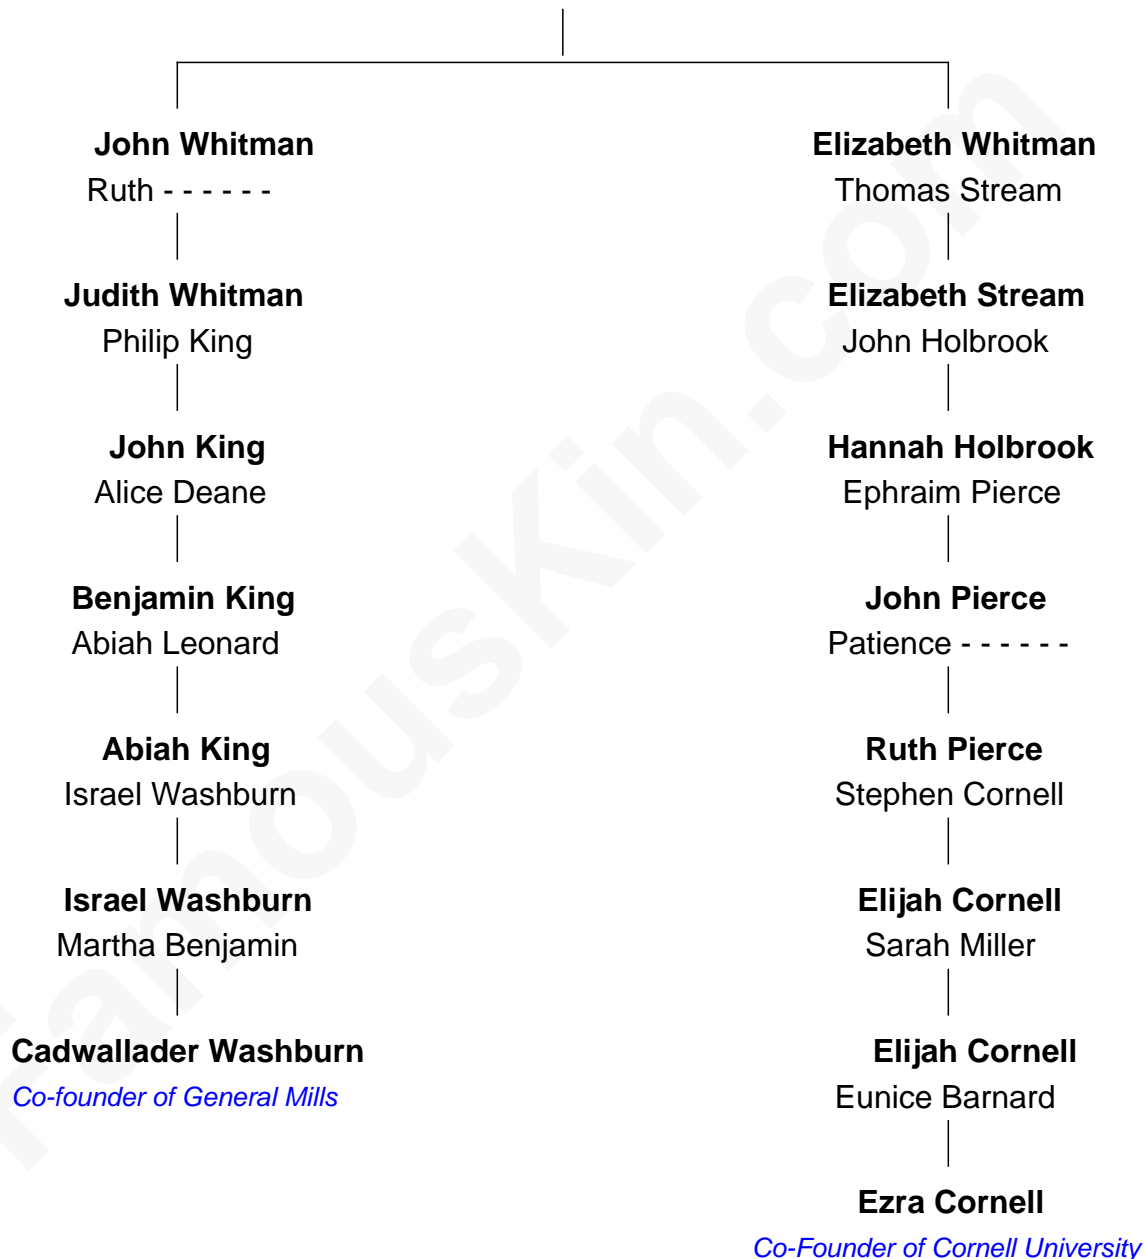 John Whitman
Ruth - - - - - -
Judith Whitman
Philip King
John King
Alice Deane
Benjamin King
Abiah Leonard
Abiah King
Israel Washburn
Israel Washburn
Martha Benjamin
Cadwallader Washburn
Co-founder of General Mills
Elizabeth Whitman
Thomas Stream
Elizabeth Stream
John Holbrook
Hannah Holbrook
Ephraim Pierce
John Pierce
Patience - - - - - -
Ruth Pierce
Stephen Cornell
Elijah Cornell
Sarah Miller
Elijah Cornell
Eunice Barnard
Ezra Cornell
Co-Founder of Cornell University
FamousKin.com